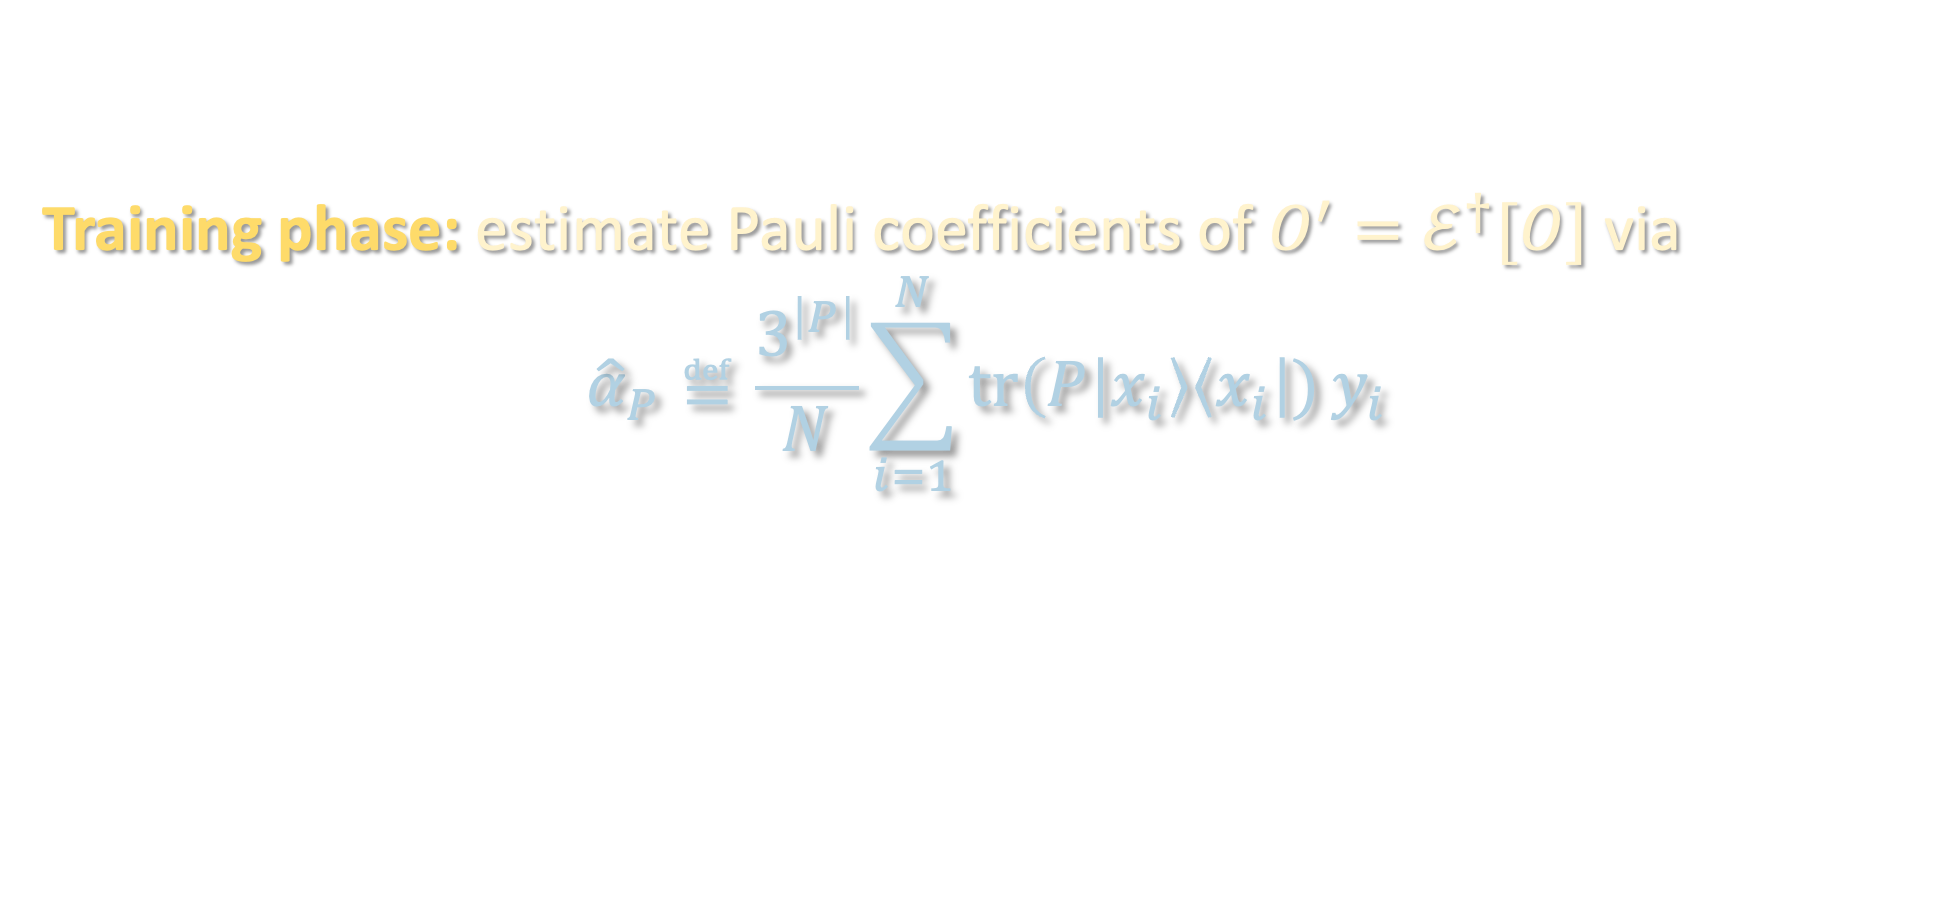 Training phase: estimate Pauli coefficients of 𝑂′ = ℰ†[𝑂] via
α̂_P ≝ 3^|P| / N ∑_{i=1}^{N} tr(P|x_i⟩⟨x_i|) y_i